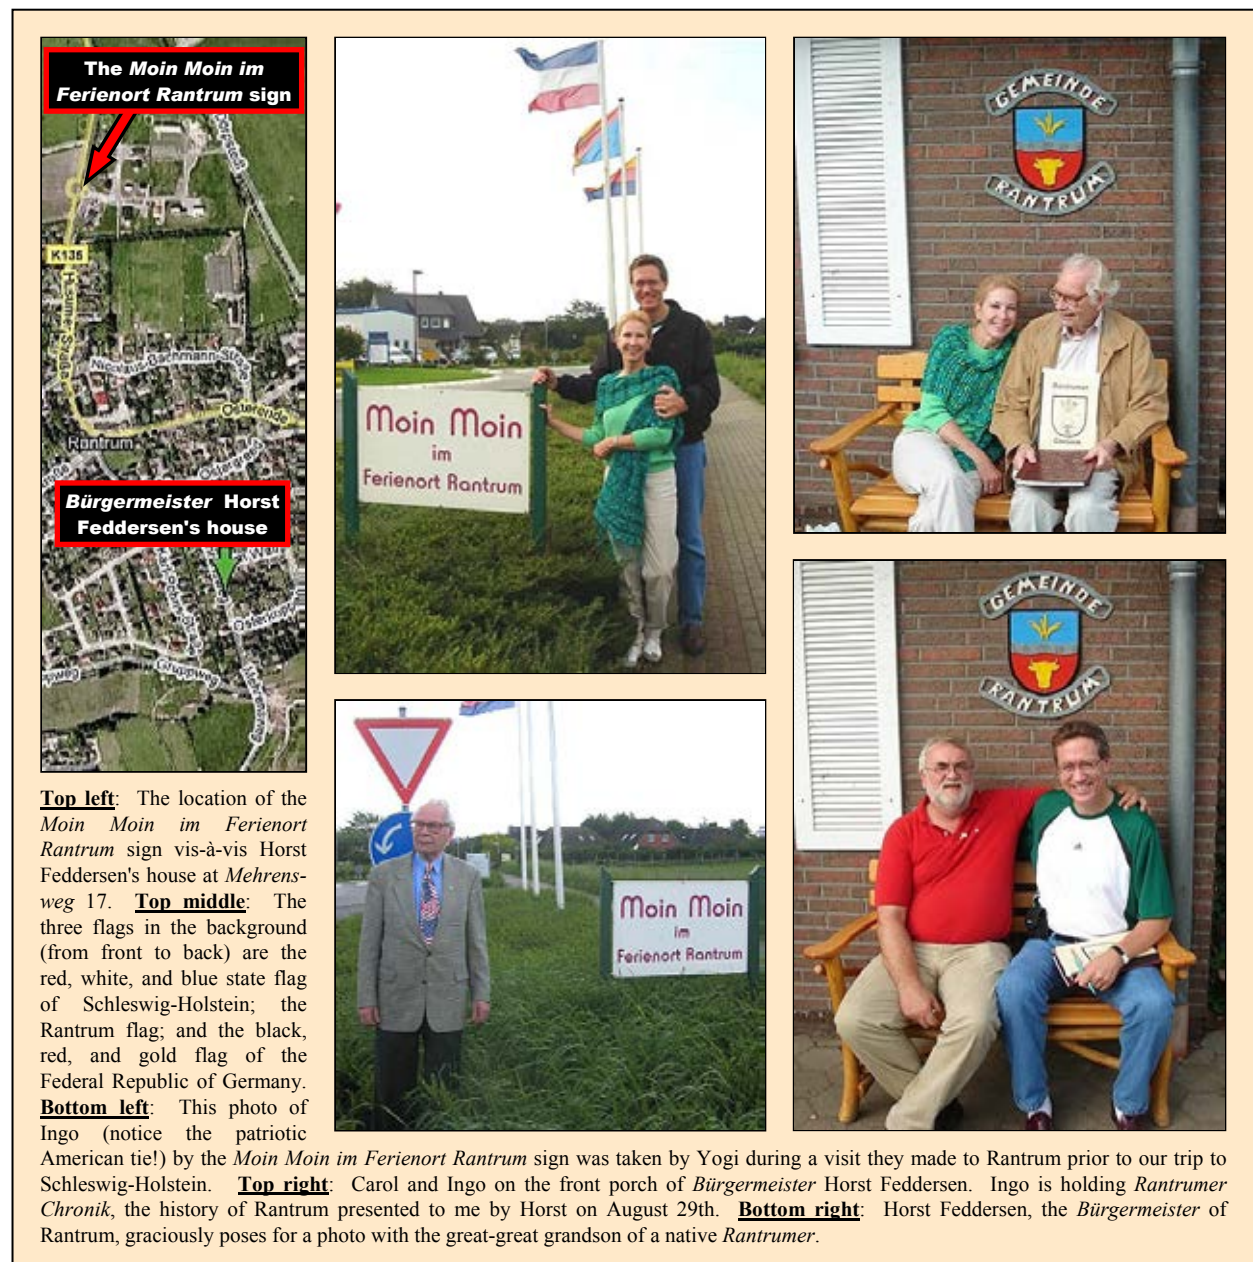 The Moin Moin im
Ferienort Rantrum sign
K135
Nicolaus-Bachmann-Straße
Osterende
Rantrum
Bürgermeister Horst
Feddersen's house
Gruppweg
Mehrensweg
Moin Moin
im
Ferienort Rantrum
GEMEINDE
RANTRUM
Rantrumer
Chronik
Moin Moin
im
Ferienort Rantrum
GEMEINDE
RANTRUM
Top left: The location of the
Moin Moin im Ferienort
Rantrum sign vis-à-vis Horst
Feddersen's house at Mehrens-
weg 17. Top middle: The
three flags in the background
(from front to back) are the
red, white, and blue state flag
of Schleswig-Holstein; the
Rantrum flag; and the black,
red, and gold flag of the
Federal Republic of Germany.
Bottom left: This photo of
Ingo (notice the patriotic
American tie!) by the Moin Moin im Ferienort Rantrum sign was taken by Yogi during a visit they made to Rantrum prior to our trip to
Schleswig-Holstein. Top right: Carol and Ingo on the front porch of Bürgermeister Horst Feddersen. Ingo is holding Rantrumer
Chronik, the history of Rantrum presented to me by Horst on August 29th. Bottom right: Horst Feddersen, the Bürgermeister of
Rantrum, graciously poses for a photo with the great-great grandson of a native Rantrumer.